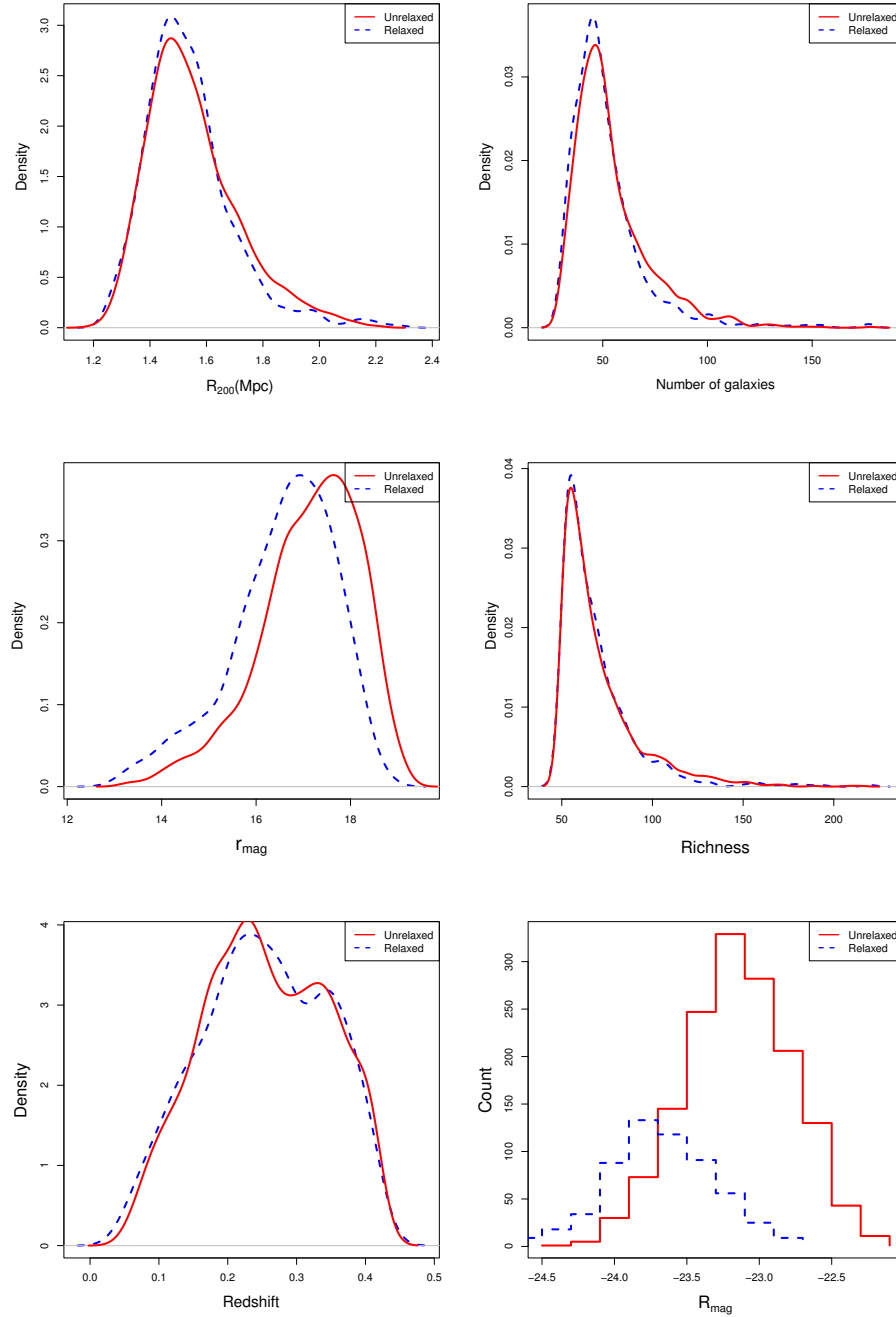 Unrelaxed
Relaxed
Density
0.0 0.5 1.0 1.5 2.0 2.5 3.0
1.2 1.4 1.6 1.8 2.0 2.2 2.4
R200(Mpc)
Unrelaxed
Relaxed
Density
0.00 0.01 0.02 0.03
50 100 150
Number of galaxies
Unrelaxed
Relaxed
Density
0.0 0.1 0.2 0.3
12 14 16 18
rmag
Unrelaxed
Relaxed
Density
0.00 0.01 0.02 0.03 0.04
50 100 150 200
Richness
Unrelaxed
Relaxed
Density
0 1 2 3 4
0.0 0.1 0.2 0.3 0.4 0.5
Redshift
Unrelaxed
Relaxed
Count
0 50 100 150 200 250 300
−24.5 −24.0 −23.5 −23.0 −22.5
Rmag